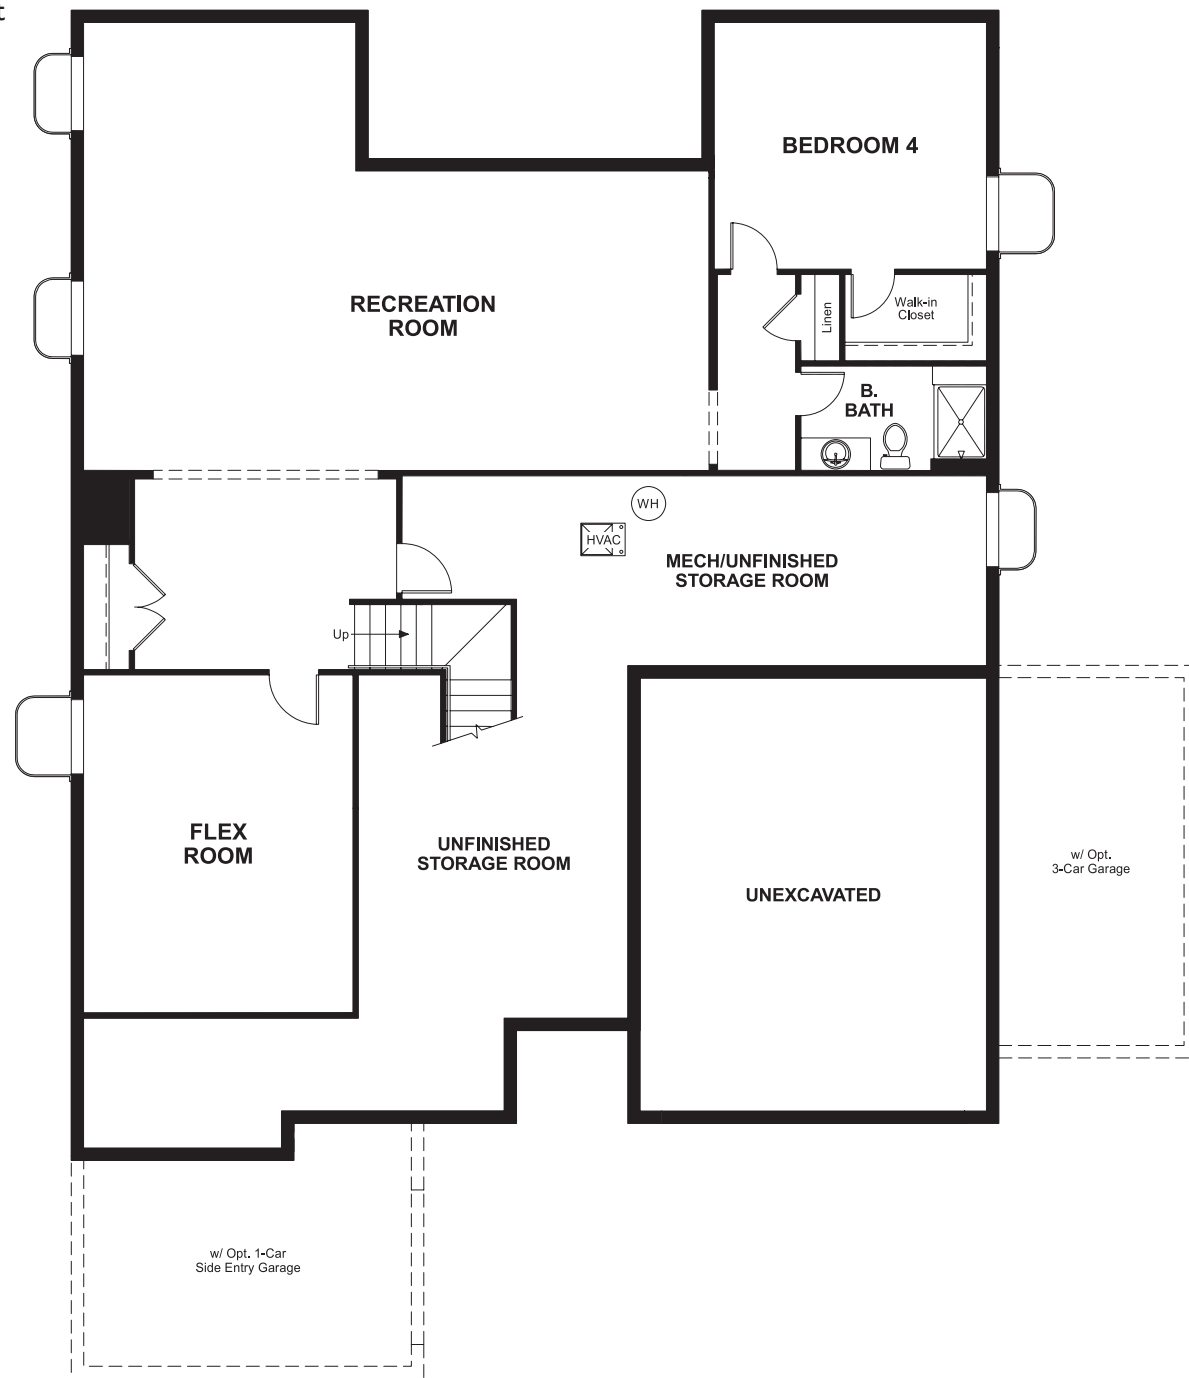 BEDROOM 4
RECREATION
ROOM
Linen
Walk-in
Closet
B.
BATH
WH
HVAC
MECH/UNFINISHED
STORAGE ROOM
Up
FLEX
ROOM
UNFINISHED
STORAGE ROOM
UNEXCAVATED
w/ Opt.
3-Car Garage
w/ Opt. 1-Car
Side Entry Garage